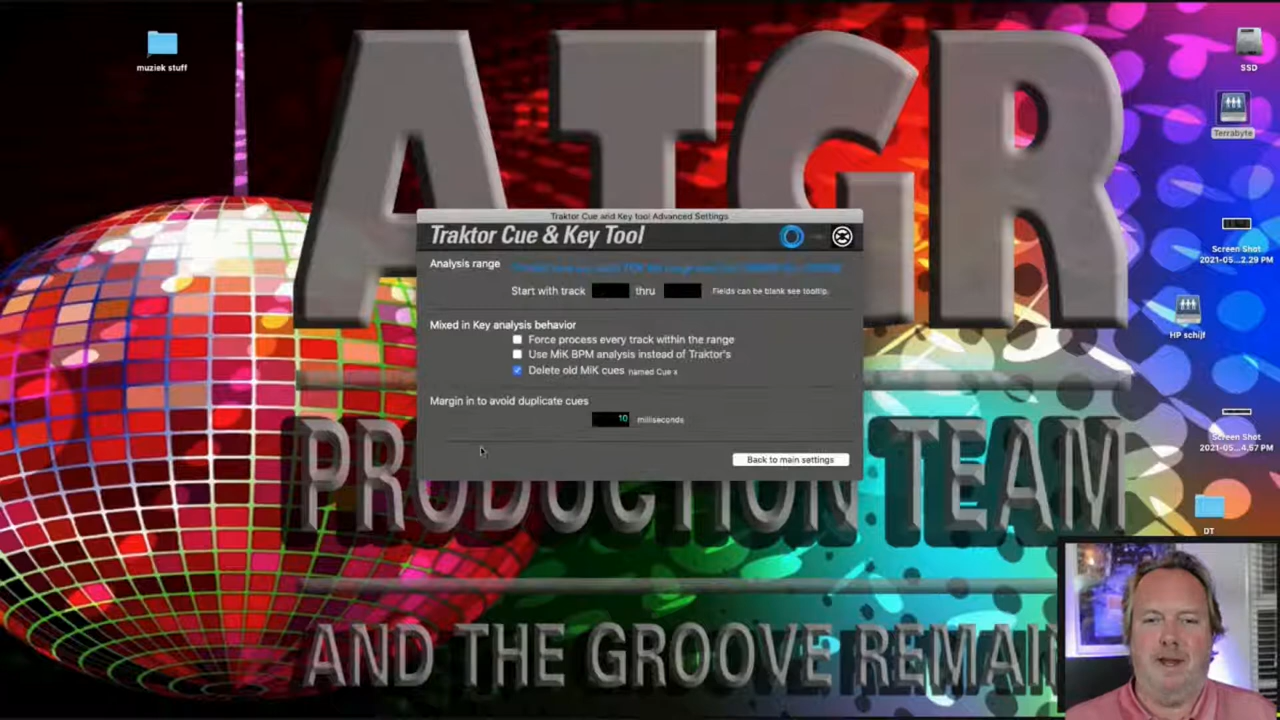 muziek stuff
SSD
Terrabyte
ATGR
Traktor Cue and Key tool Advanced Settings
Traktor Cue & Key Tool
Analysis range
Start with track thru Fields can be blank see tooltip.
Mixed in Key analysis behavior
Force process every track within the range
Use MiK BPM analysis instead of Traktor's
Delete old MiK cues named Cue x
Margin in to avoid duplicate cues
10 milliseconds
Back to main settings
Screen Shot
2021-05...2.29 PM
HP schijf
Screen Shot
2021-05...4.57 PM
DT
PRODUCTION TEAM
AND THE GROOVE REMAIN